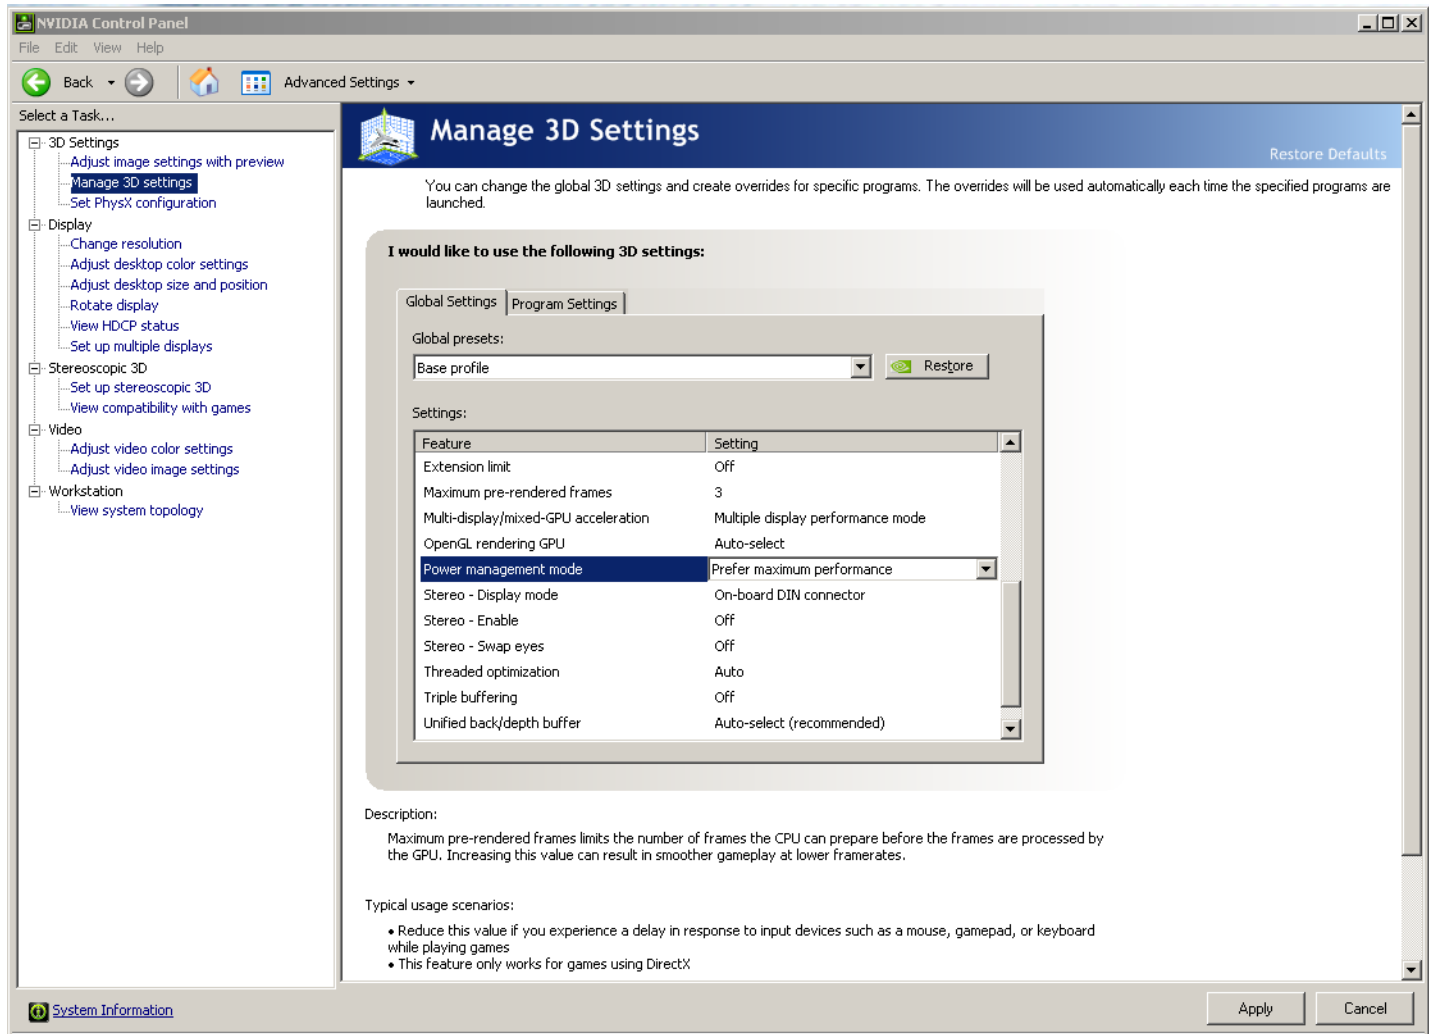 NVIDIA Control Panel
File Edit View Help
Back Advanced Settings
Select a Task...
3D Settings
Adjust image settings with preview
Manage 3D settings
Set PhysX configuration
Display
Change resolution
Adjust desktop color settings
Adjust desktop size and position
Rotate display
View HDCP status
Set up multiple displays
Stereoscopic 3D
Set up stereoscopic 3D
View compatibility with games
Video
Adjust video color settings
Adjust video image settings
Workstation
View system topology
Manage 3D Settings
Restore Defaults
You can change the global 3D settings and create overrides for specific programs. The overrides will be used automatically each time the specified programs are
launched.
I would like to use the following 3D settings:
Global Settings Program Settings
Global presets:
Base profile Restore
Settings:
Feature Setting
Extension limit Off
Maximum pre-rendered frames 3
Multi-display/mixed-GPU acceleration Multiple display performance mode
OpenGL rendering GPU Auto-select
Power management mode Prefer maximum performance
Stereo - Display mode On-board DIN connector
Stereo - Enable Off
Stereo - Swap eyes Off
Threaded optimization Auto
Triple buffering Off
Unified back/depth buffer Auto-select (recommended)
Description:
Maximum pre-rendered frames limits the number of frames the CPU can prepare before the frames are processed by
the GPU. Increasing this value can result in smoother gameplay at lower framerates.
Typical usage scenarios:
• Reduce this value if you experience a delay in response to input devices such as a mouse, gamepad, or keyboard
while playing games
• This feature only works for games using DirectX
System Information
Apply Cancel